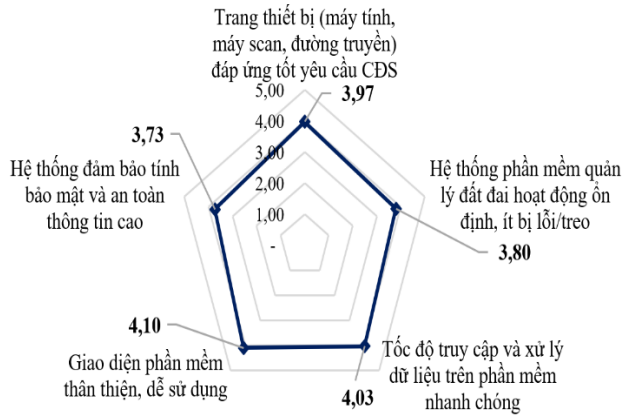 Trang thiết bị (máy tính,
máy scan, đường truyền)
đáp ứng tốt yêu cầu CĐS
5,00
3,97
4,00
3,73
3,00
Hệ thống đảm bảo tính
bảo mật và an toàn
thông tin cao
Hệ thống phần mềm quản
lý đất đai hoạt động ổn
định, ít bị lỗi/treo
2,00
1,00
-
3,80
4,10
Giao diện phần mềm
thân thiện, dễ sử dụng
Tốc độ truy cập và xử lý
dữ liệu trên phần mềm
nhanh chóng
4,03